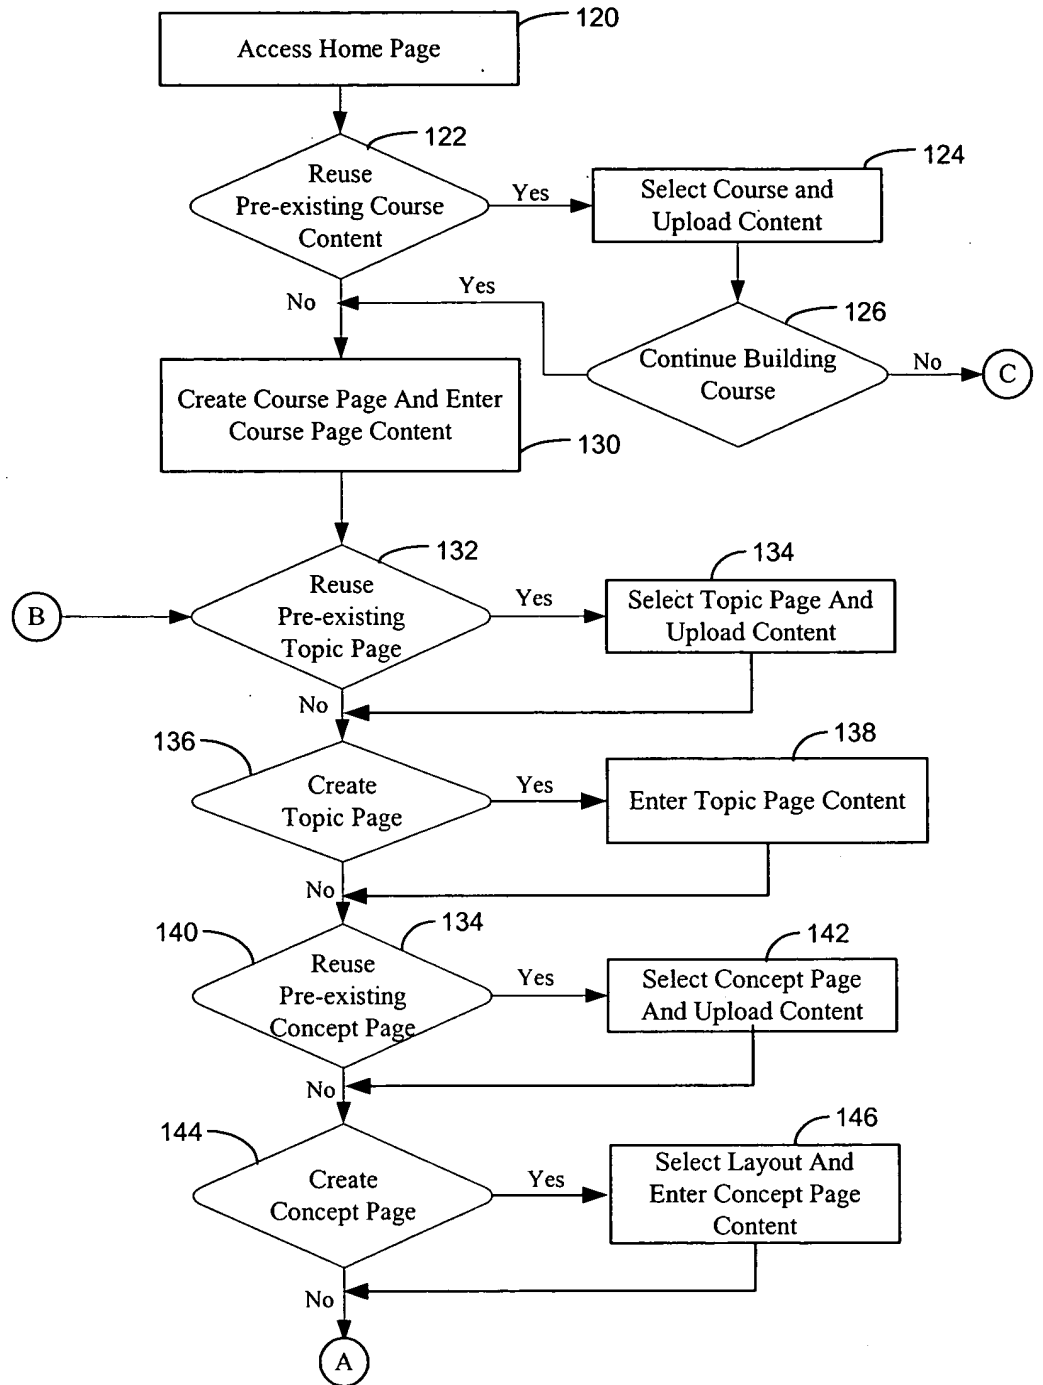 120
Access Home Page
122
Reuse
Pre-existing Course
Content
Yes
124
Select Course and
Upload Content
No
Yes
126
Continue Building
Course
No
C
Create Course Page And Enter
Course Page Content
130
132
Reuse
Pre-existing
Topic Page
B
Yes
134
Select Topic Page And
Upload Content
No
136
Create
Topic Page
Yes
138
Enter Topic Page Content
No
140
134
Reuse
Pre-existing
Concept Page
Yes
142
Select Concept Page
And Upload Content
No
144
Create
Concept Page
Yes
146
Select Layout And
Enter Concept Page
Content
No
A